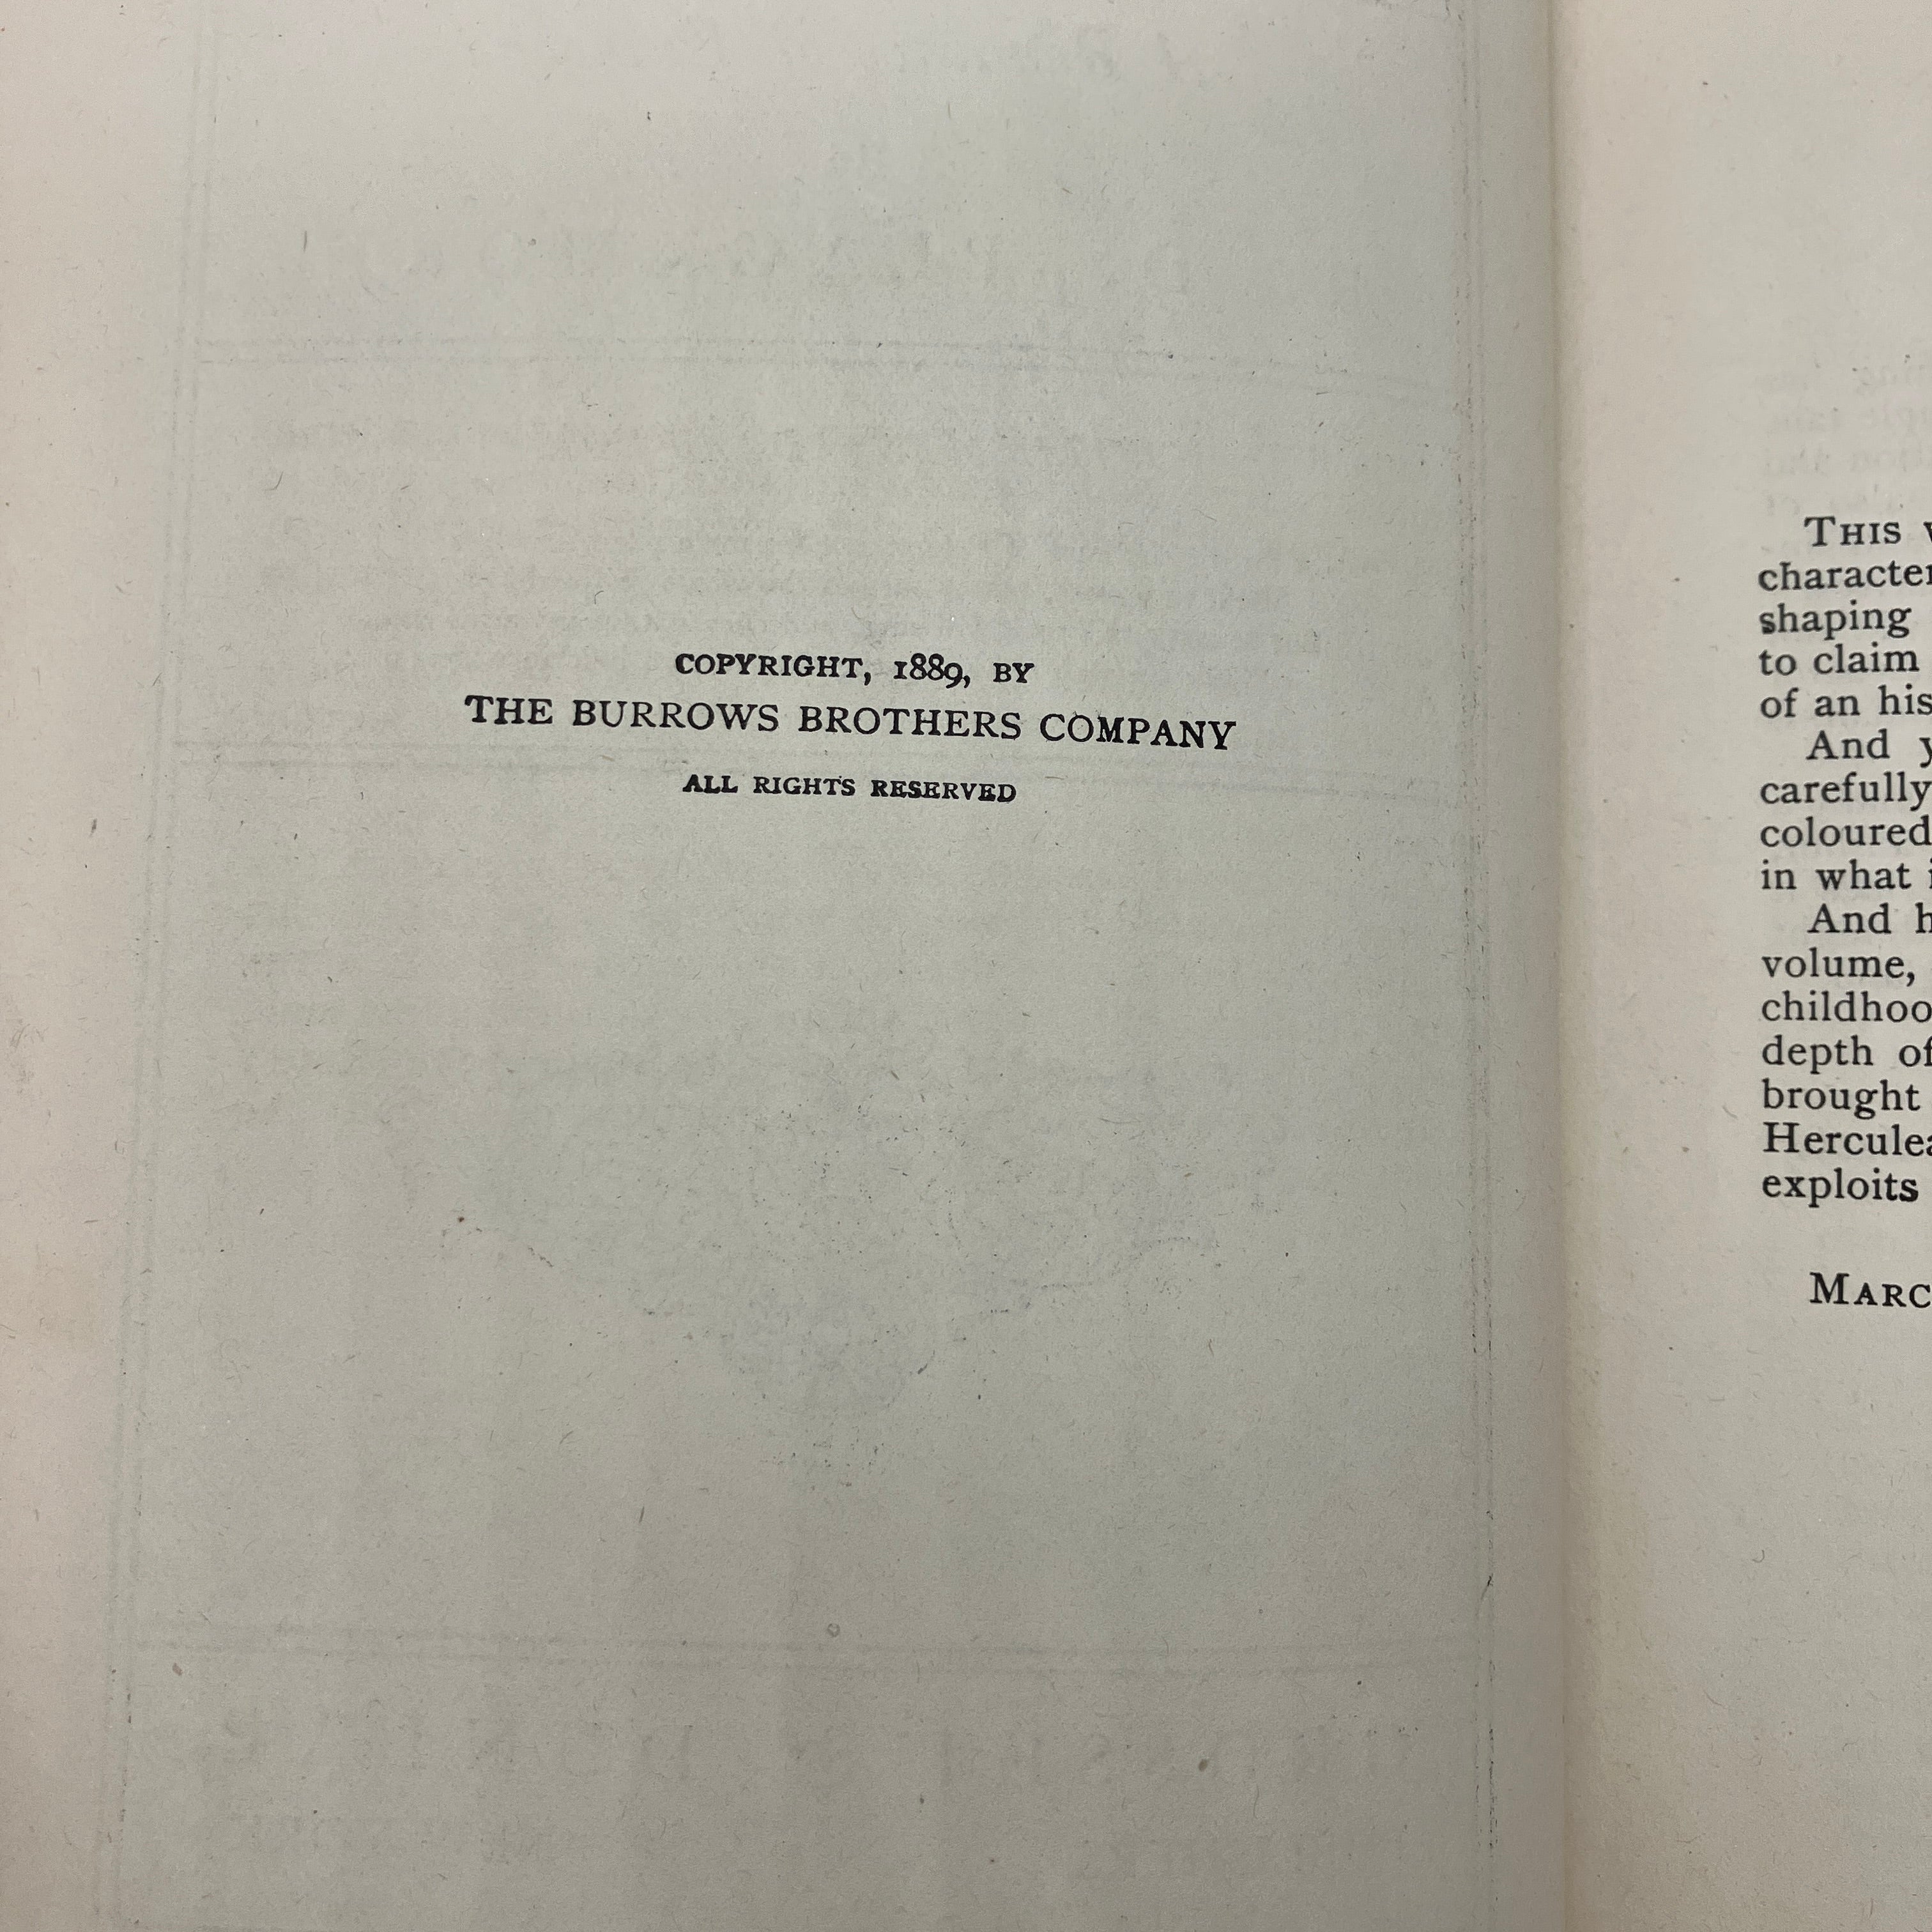 COPYRIGHT, 1889, BY
THE BURROWS BROTHERS COMPANY
ALL RIGHTS RESERVED
THIS
character
shaping
to claim
of an his
And
carefully
coloured
in what
And
volume,
childhoo
depth of
brought
Hercule
exploits
MARC